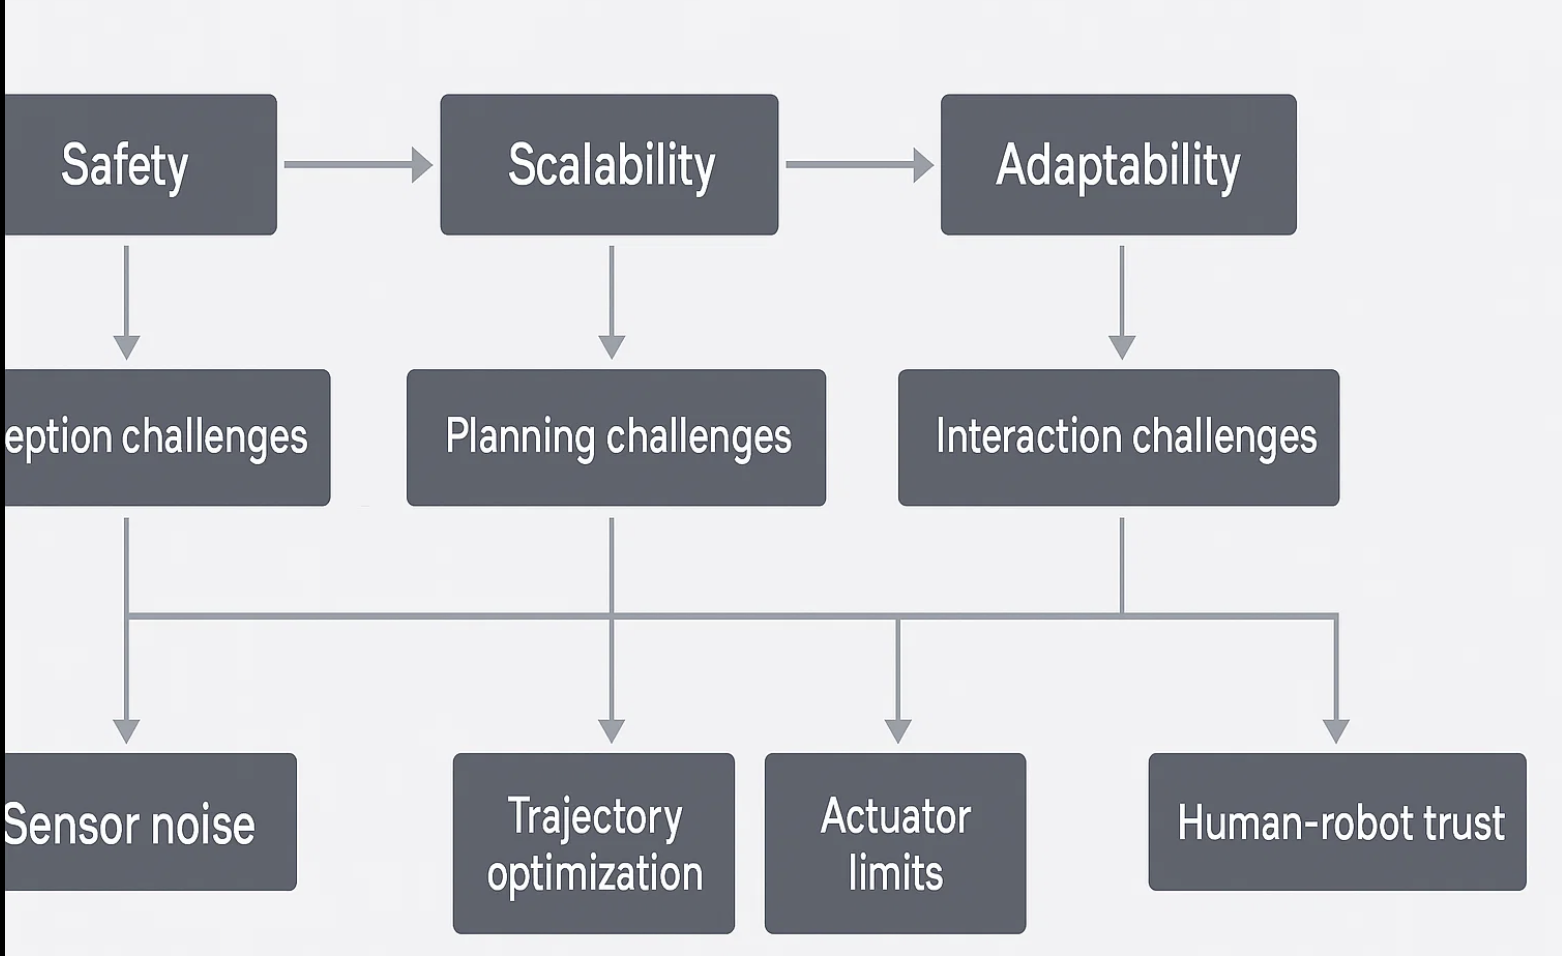 Safety
Scalability
Adaptability
eption challenges
Planning challenges
Interaction challenges
Sensor noise
Trajectory
optimization
Actuator
limits
Human-robot trust